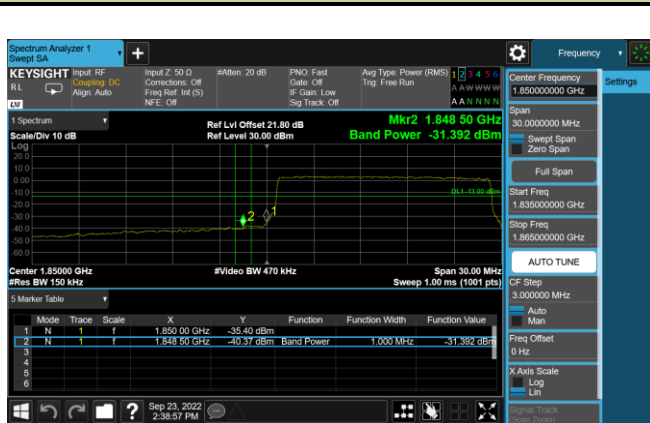 Spectrum Analyzer 1
Swept SA
Frequency
KEYSIGHT
RL
Input: RF
Coupling: DC
Align: Auto
Input Z: 50 Ω
Corrections: Off
Freq Ref: Int (S)
NFE: Off
#Atten: 20 dB
PNO: Fast
Gate: Off
IF Gain: Low
Sig Track: Off
Avg Type: Power (RMS)
Trig: Free Run
1 2 3 4 5 6
A A W W W W
A A N N N N
LXI
1 Spectrum
Scale/Div 10 dB
Ref Lvl Offset 21.80 dB
Ref Level 30.00 dBm
Mkr2 1.848 50 GHz
Band Power -31.392 dBm
Log
20.0
10.0
0.00
-10.0
-20.0
-30.0
-40.0
-50.0
-60.0
DL1 -13.00 dBm
2
1
Center 1.85000 GHz
#Res BW 150 kHz
#Video BW 470 kHz
Span 30.00 MHz
Sweep 1.00 ms (1001 pts)
5 Marker Table
Mode Trace Scale X Y Function Function Width Function Value
1 N 1 f 1.850 00 GHz -35.40 dBm
2 N 1 f 1.848 50 GHz -40.37 dBm Band Power 1.000 MHz -31.392 dBm
3
4
5
6
Sep 23, 2022
2:38:57 PM
Center Frequency
1.850000000 GHz
Settings
Span
30.0000000 MHz
Swept Span
Zero Span
Full Span
Start Freq
1.835000000 GHz
Stop Freq
1.865000000 GHz
AUTO TUNE
CF Step
3.000000 MHz
Auto
Man
Freq Offset
0 Hz
X Axis Scale
Log
Lin
Signal Track
(Span Zoom)